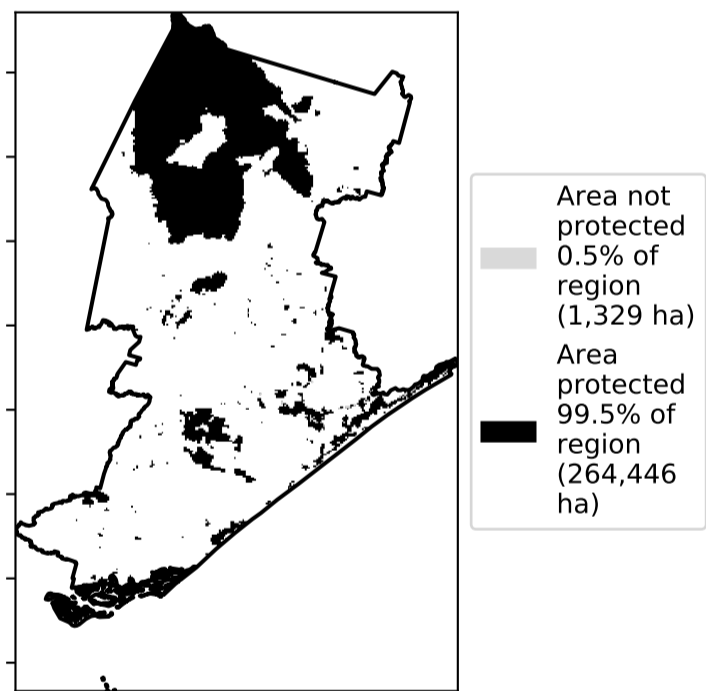 Area not
protected
0.5% of
region
(1,329 ha)
Area
protected
99.5% of
region
(264,446
ha)